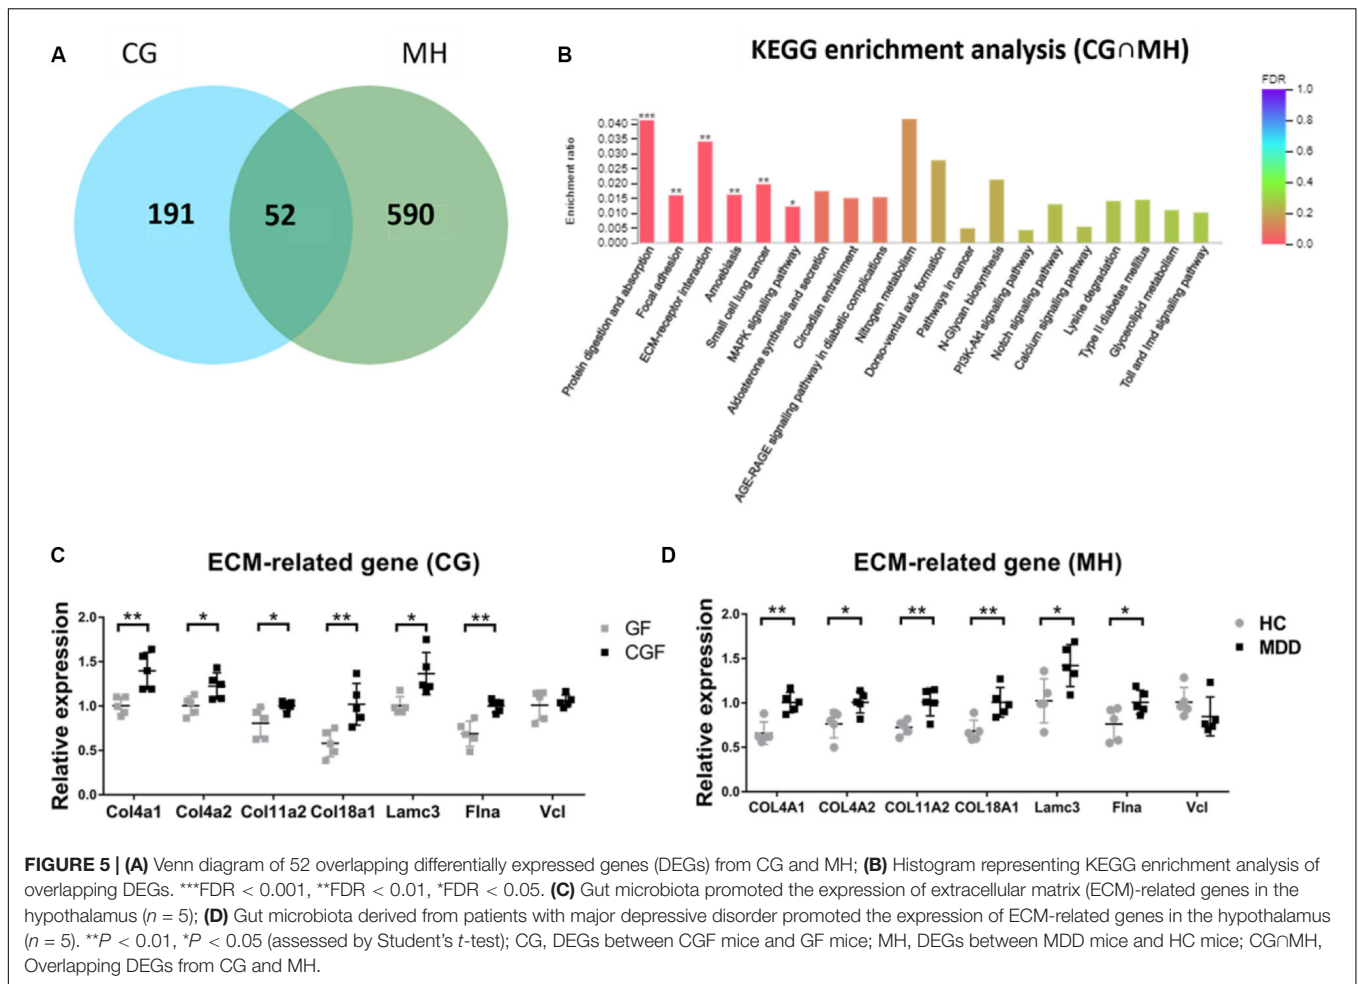 A
CG
MH
191
52
590
B
KEGG enrichment analysis (CG∩MH)
Enrichment ratio
0.040
0.035
0.030
0.025
0.020
0.015
0.010
0.005
0.000
***
**
**
**
**
*
Protein digestion and absorption
Focal adhesion
ECM-receptor interaction
Amoebiasis
Small cell lung cancer
MAPK signaling pathway
Aldosterone synthesis and secretion
Circadian entrainment
AGE-RAGE signaling pathway in diabetic complications
Nitrogen metabolism
Dorso-ventral axis formation
Pathways in cancer
N-Glycan biosynthesis
PI3K-Akt signaling pathway
Notch signaling pathway
Calcium signaling pathway
Lysine degradation
Type II diabetes mellitus
Glycerolipid metabolism
Toll and Imd signaling pathway
FDR
1.0
0.8
0.6
0.4
0.2
0.0
C
ECM-related gene (CG)
Relative expression
2.0
1.5
1.0
0.5
0.0
** * * ** * **
GF
CGF
Col4a1 Col4a2 Col11a2 Col18a1 Lamc3 Flna Vcl
D
ECM-related gene (MH)
Relative expression
2.0
1.5
1.0
0.5
0.0
** * ** ** * *
HC
MDD
COL4A1 COL4A2 COL11A2 COL18A1 Lamc3 Flna Vcl
FIGURE 5 | (A) Venn diagram of 52 overlapping differentially expressed genes (DEGs) from CG and MH; (B) Histogram representing KEGG enrichment analysis of
overlapping DEGs. ***FDR < 0.001, **FDR < 0.01, *FDR < 0.05. (C) Gut microbiota promoted the expression of extracellular matrix (ECM)-related genes in the
hypothalamus (n = 5); (D) Gut microbiota derived from patients with major depressive disorder promoted the expression of ECM-related genes in the hypothalamus
(n = 5). **P < 0.01, *P < 0.05 (assessed by Student's t-test); CG, DEGs between CGF mice and GF mice; MH, DEGs between MDD mice and HC mice; CG∩MH,
Overlapping DEGs from CG and MH.